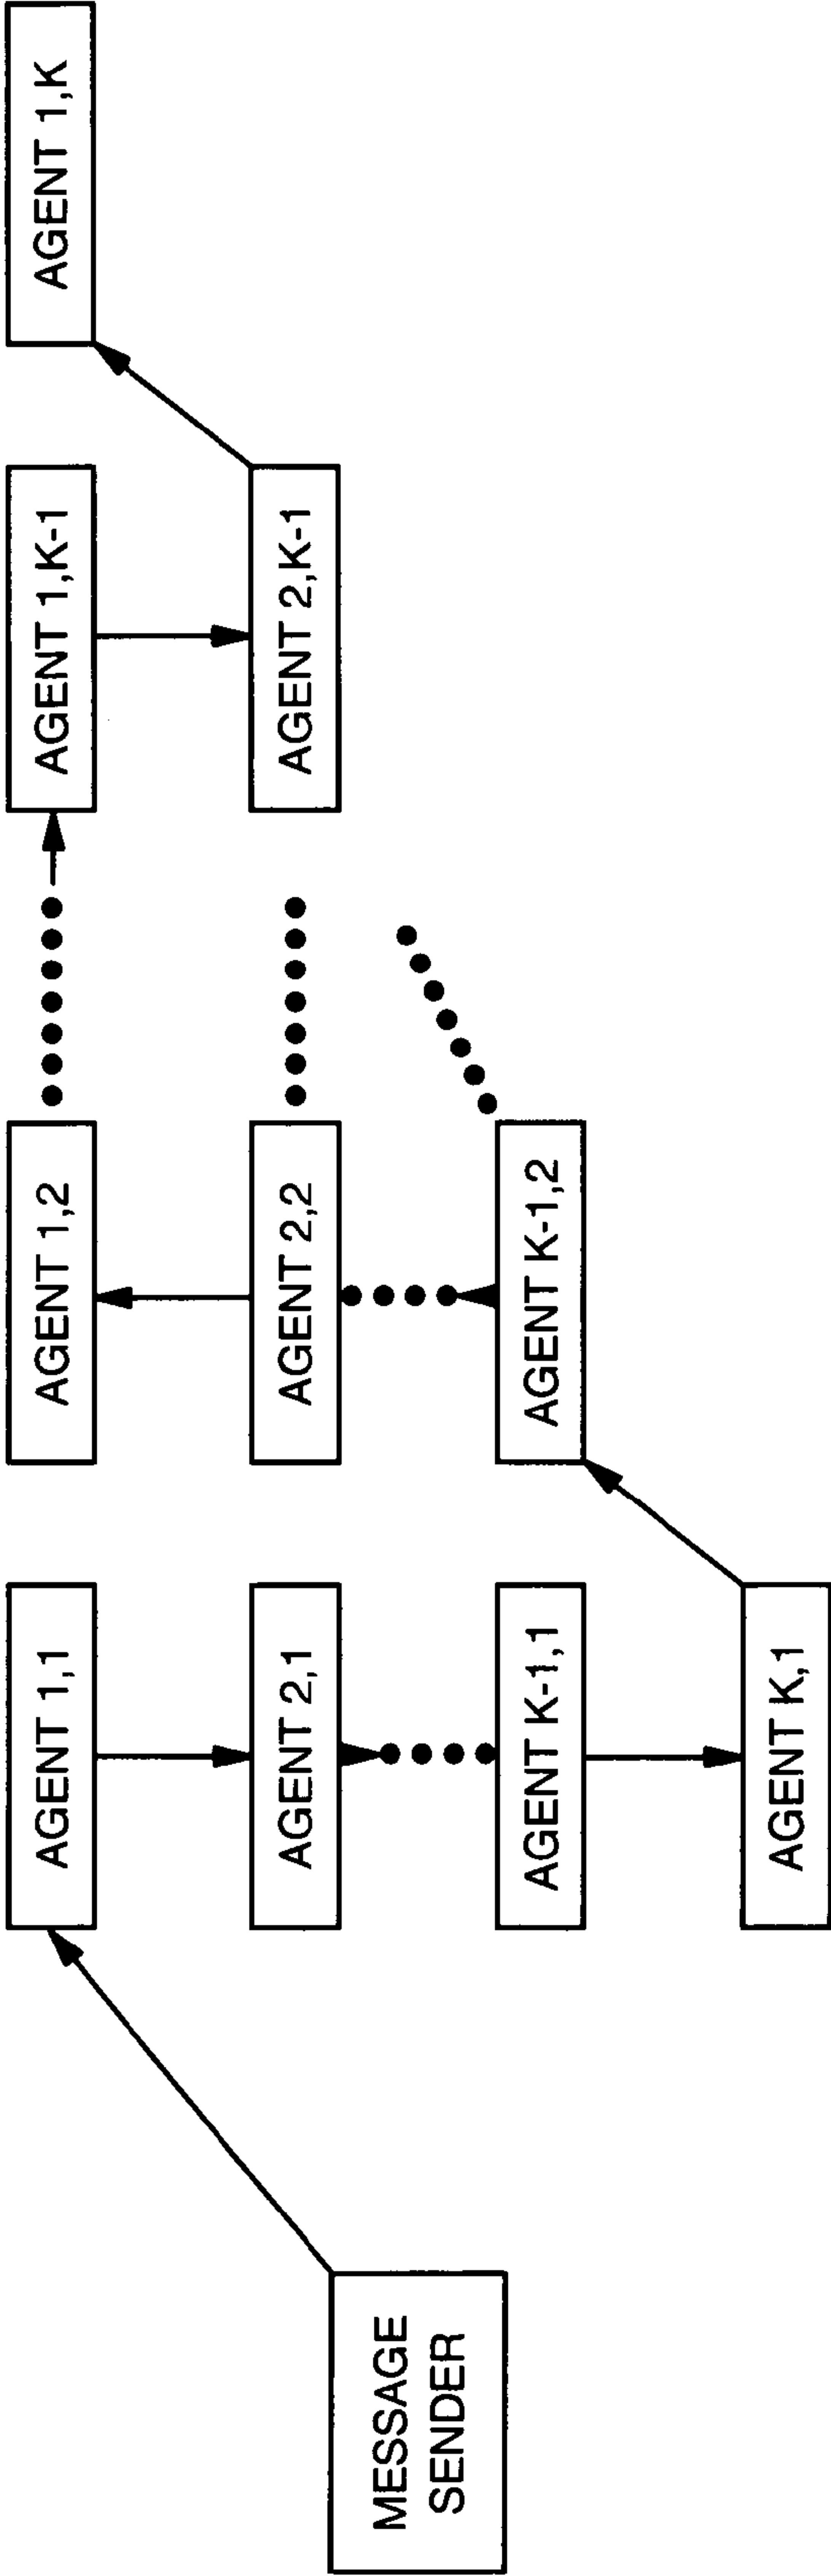 MESSAGE
SENDER
AGENT 1,1
AGENT 2,1
AGENT K-1,1
AGENT K,1
AGENT 1,2
AGENT 2,2
AGENT K-1,2
AGENT 1,K-1
AGENT 2,K-1
AGENT 1,K